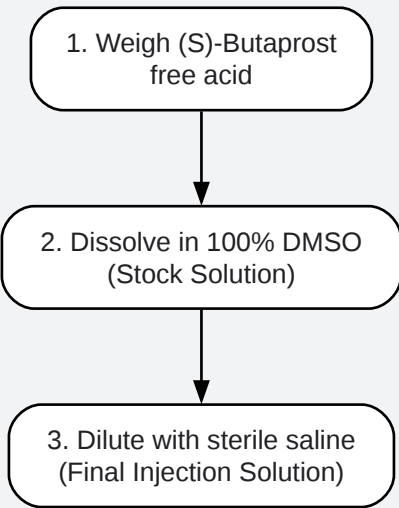 1. Weigh (S)-Butaprost
free acid
2. Dissolve in 100% DMSO
(Stock Solution)
3. Dilute with sterile saline
(Final Injection Solution)